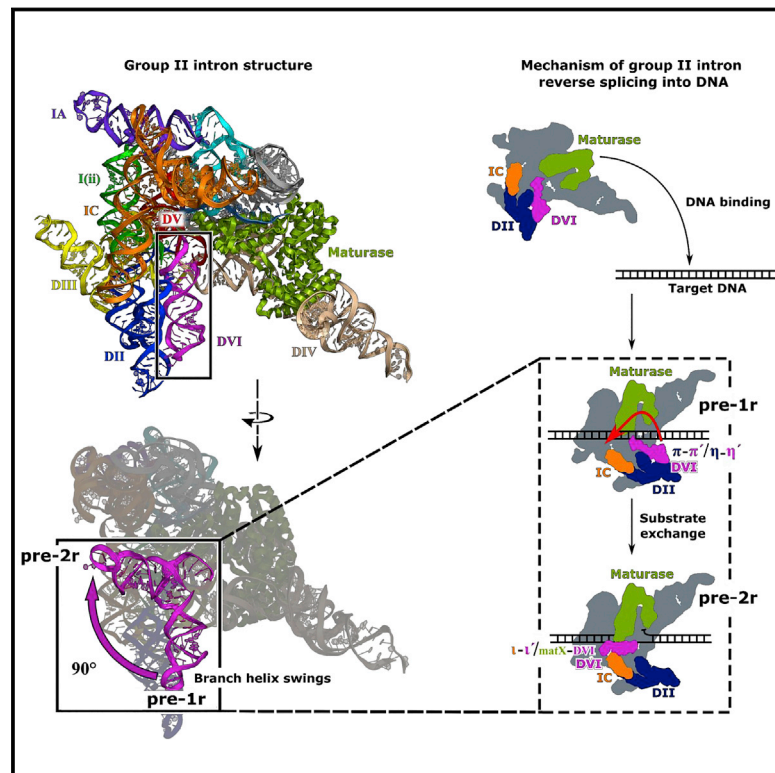 Group II intron structure
IA
I(ii)
IC
DV
Maturase
DIII
DII
DVI
DIV
pre-2r
90°
Branch helix swings
pre-1r
Mechanism of group II intron
reverse splicing into DNA
Maturase
IC
DVI
DII
DNA binding
Target DNA
Maturase
pre-1r
π-π′/η-η′
IC
DVI
DII
Substrate
exchange
Maturase
pre-2r
ι-ι′/matX-DVI
DVI
IC
DII